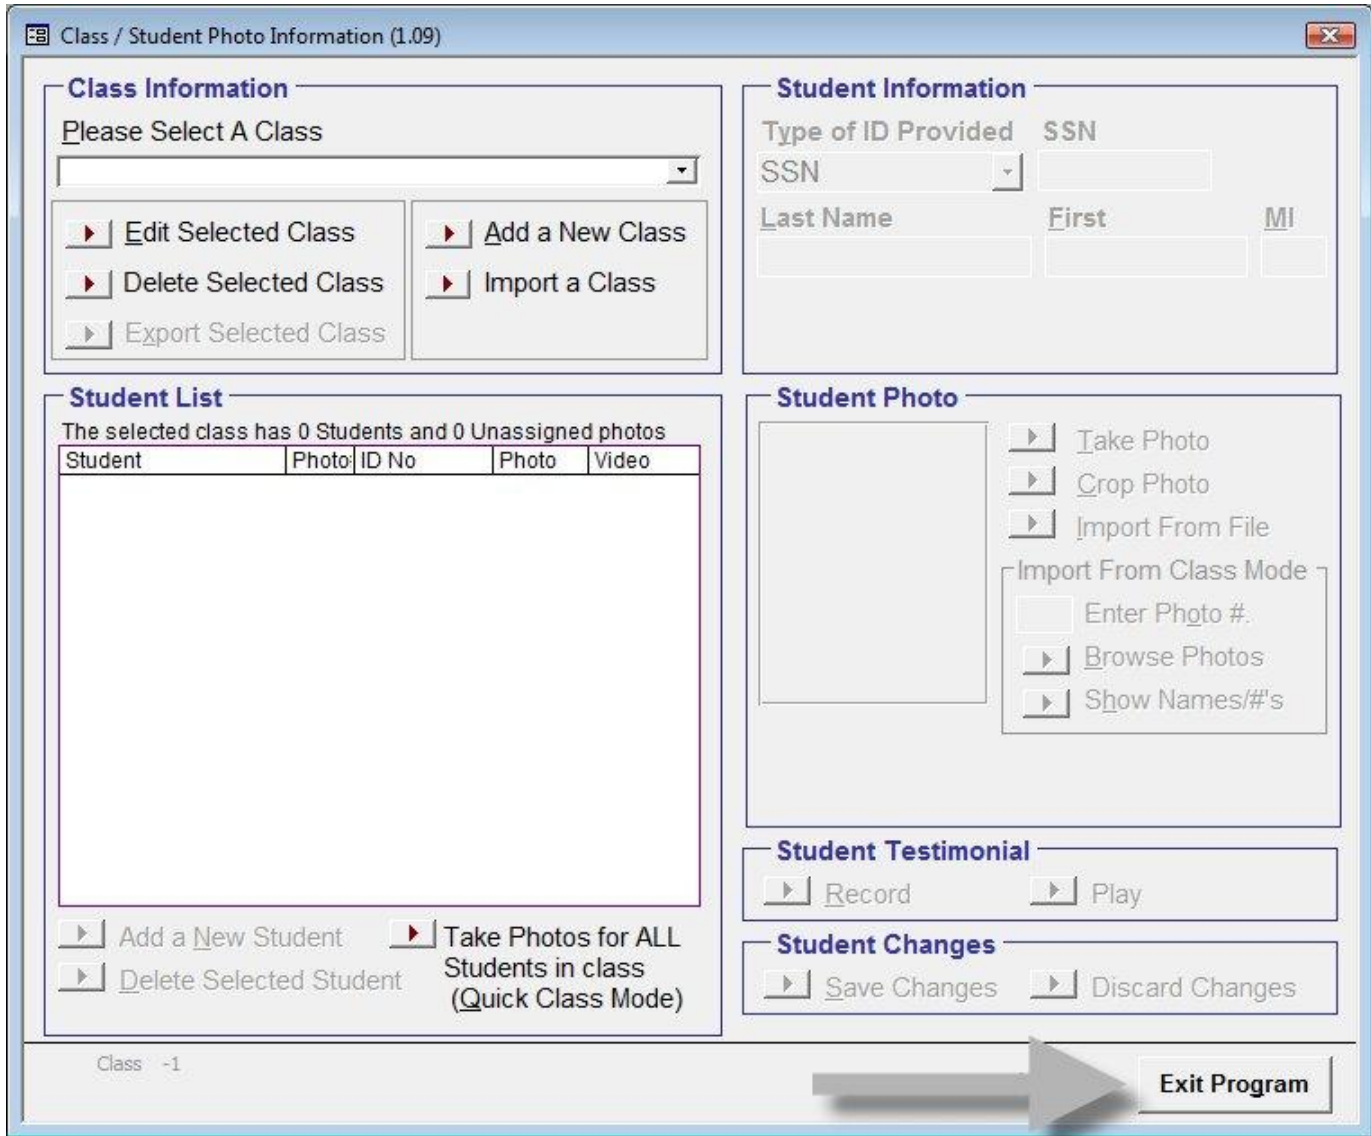 Class / Student Photo Information (1.09)
Class Information
Please Select A Class
Edit Selected Class
Delete Selected Class
Export Selected Class
Add a New Class
Import a Class
Student Information
Type of ID Provided SSN
SSN
Last Name First MI
Student List
The selected class has 0 Students and 0 Unassigned photos
Student Photo ID No Photo Video
Add a New Student
Delete Selected Student
Take Photos for ALL
Students in class
(Quick Class Mode)
Student Photo
Take Photo
Crop Photo
Import From File
Import From Class Mode
Enter Photo #.
Browse Photos
Show Names/#'s
Student Testimonial
Record Play
Student Changes
Save Changes Discard Changes
Class -1
Exit Program